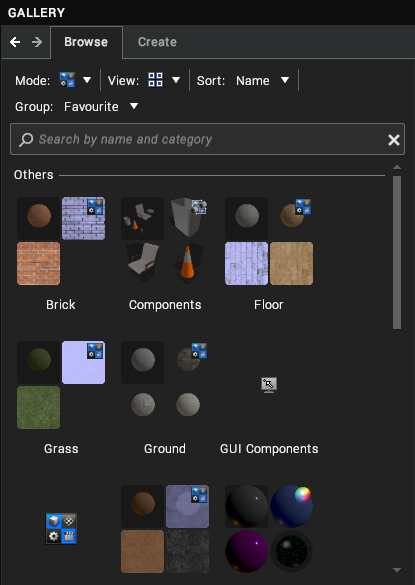 GALLERY
Browse Create
Mode: View: Sort: Name
Group: Favourite
Search by name and category
Others
Brick Components Floor
Grass Ground GUI Components